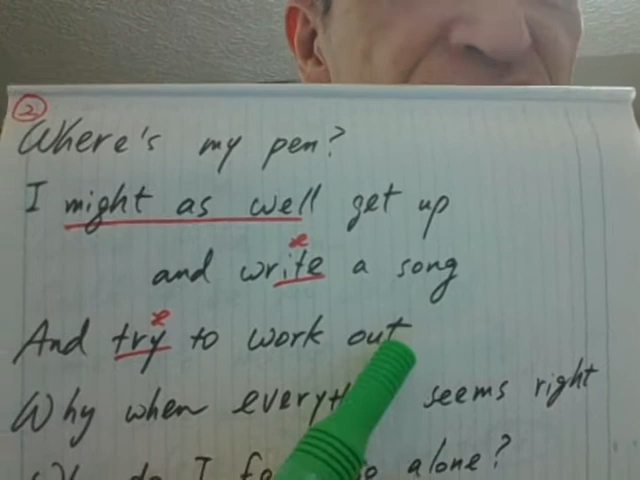 ②
Where's my pen?
I might as well get up
and write a song
And try to work out
Why when seems right
do I alone?